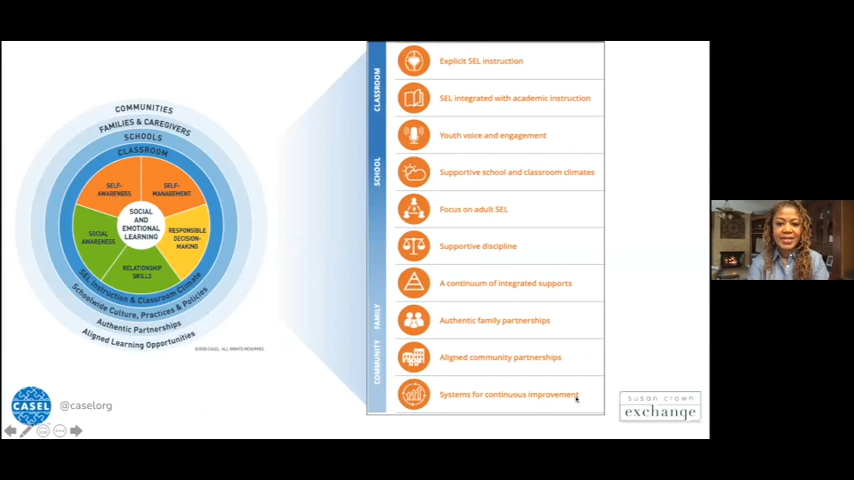 COMMUNITIES
FAMILIES & CAREGIVERS
SCHOOLS
CLASSROOM
SELF-
AWARENESS
SELF-
MANAGEMENT
SOCIAL
AND
EMOTIONAL
LEARNING
SOCIAL
AWARENESS
RESPONSIBLE
DECISION-
MAKING
RELATIONSHIP
SKILLS
SEL Instruction & Classroom Climate
Schoolwide Culture, Practices & Policies
Authentic Partnerships
Aligned Learning Opportunities
©2020 CASEL. ALL RIGHTS RESERVED.
CLASSROOM
SCHOOL
FAMILY
COMMUNITY
Explicit SEL instruction
SEL integrated with academic instruction
Youth voice and engagement
Supportive school and classroom climates
Focus on adult SEL
Supportive discipline
A continuum of integrated supports
Authentic family partnerships
Aligned community partnerships
Systems for continuous improvement
CASEL
@caselorg
susan crown
exchange